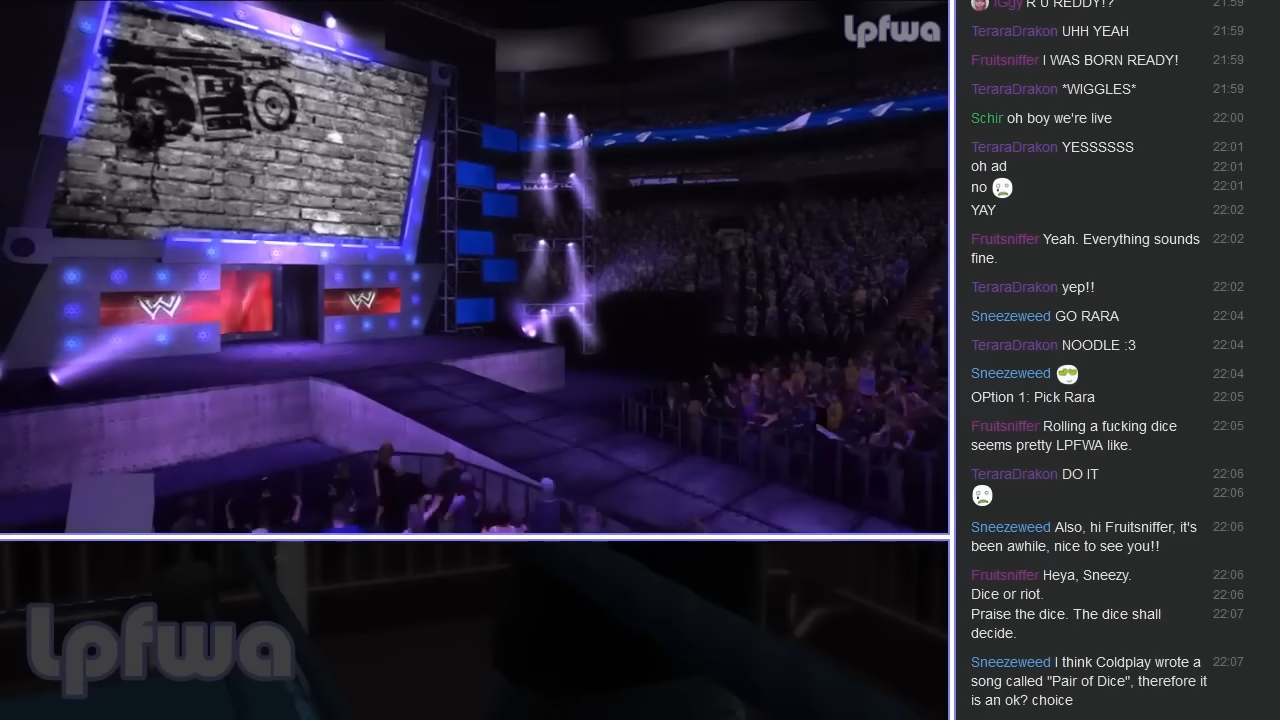 Lpfwa
iGgy R U REDDY!? 21:59
TeraraDrakon UHH YEAH 21:59
Fruitsniffer I WAS BORN READY! 21:59
TeraraDrakon *WIGGLES* 21:59
Schir oh boy we're live 22:00
TeraraDrakon YESSSSSS 22:01
oh ad 22:01
no 22:01
YAY 22:02
Fruitsniffer Yeah. Everything sounds 22:02
fine.
TeraraDrakon yep!! 22:02
Sneezeweed GO RARA 22:04
TeraraDrakon NOODLE :3 22:04
Sneezeweed 22:04
OPtion 1: Pick Rara 22:05
Fruitsniffer Rolling a fucking dice 22:05
seems pretty LPFWA like.
TeraraDrakon DO IT 22:06
22:06
Sneezeweed Also, hi Fruitsniffer, it's 22:06
been awhile, nice to see you!!
Fruitsniffer Heya, Sneezy. 22:06
Dice or riot. 22:06
Praise the dice. The dice shall 22:07
decide.
Sneezeweed I think Coldplay wrote a 22:07
song called "Pair of Dice", therefore it
is an ok? choice
Lpfwa